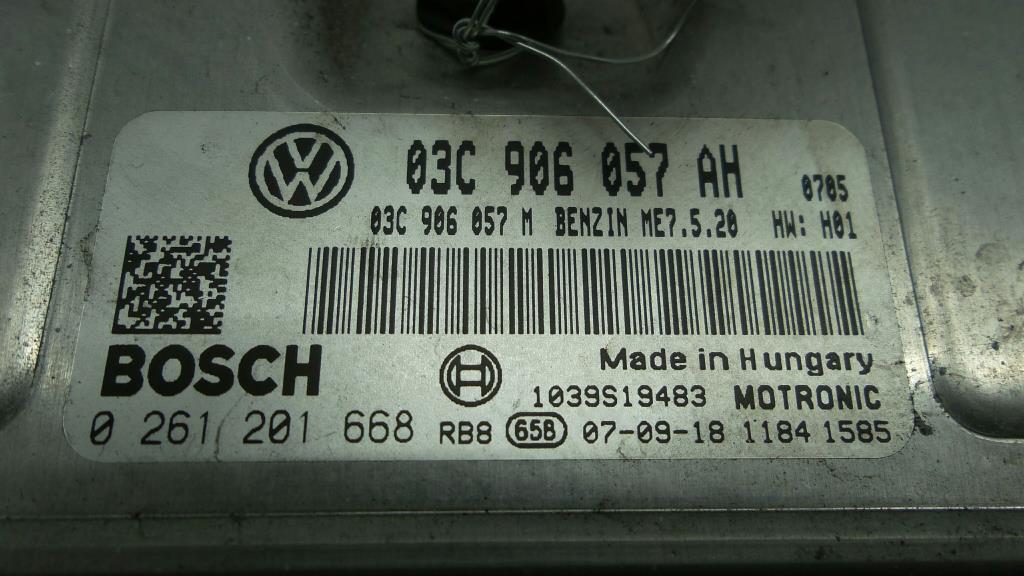 03C 906 057 AH 0705
03C 906 057 M BENZIN ME7.5.20 HW: H01
BOSCH
Made in Hungary
1039S19483 MOTRONIC
0 261 201 668 RB8 65B 07-09-18 1184 1585